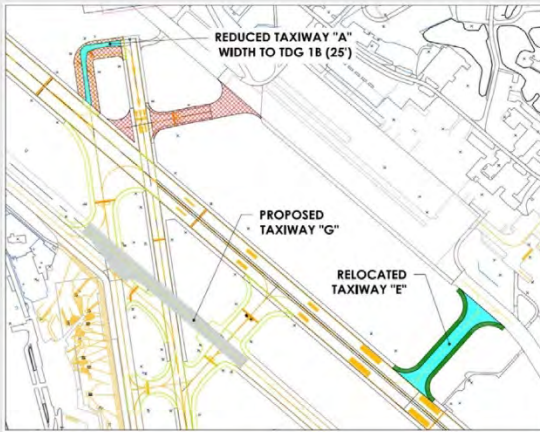 REDUCED TAXIWAY "A"
WIDTH TO TDG 1B (25')
PROPOSED
TAXIWAY "G"
RELOCATED
TAXIWAY "E"